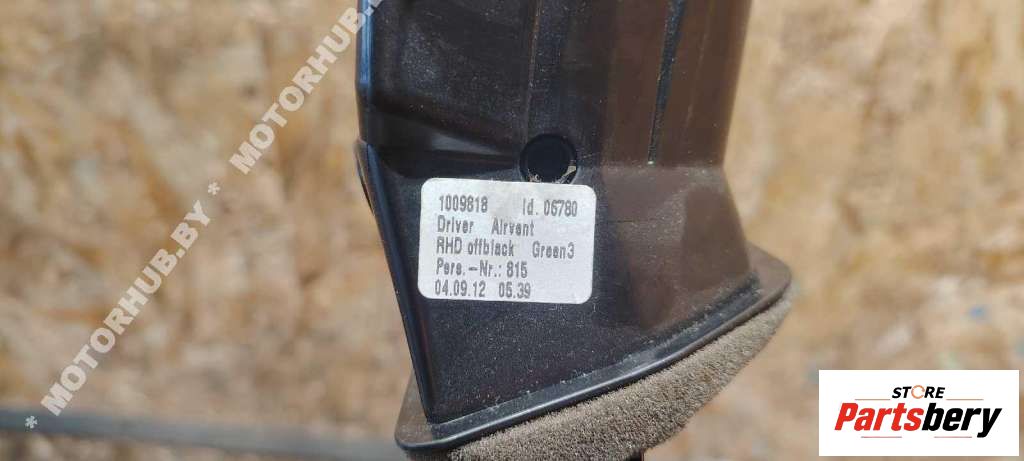 * MOTORHUB.BY * MOTORHUB.BY
1009818 Id. 06780
Driver Airvent
RHD offblack Green3
Pers.-Nr.: 815
04.09.12 05.39
STORE
Partsbery